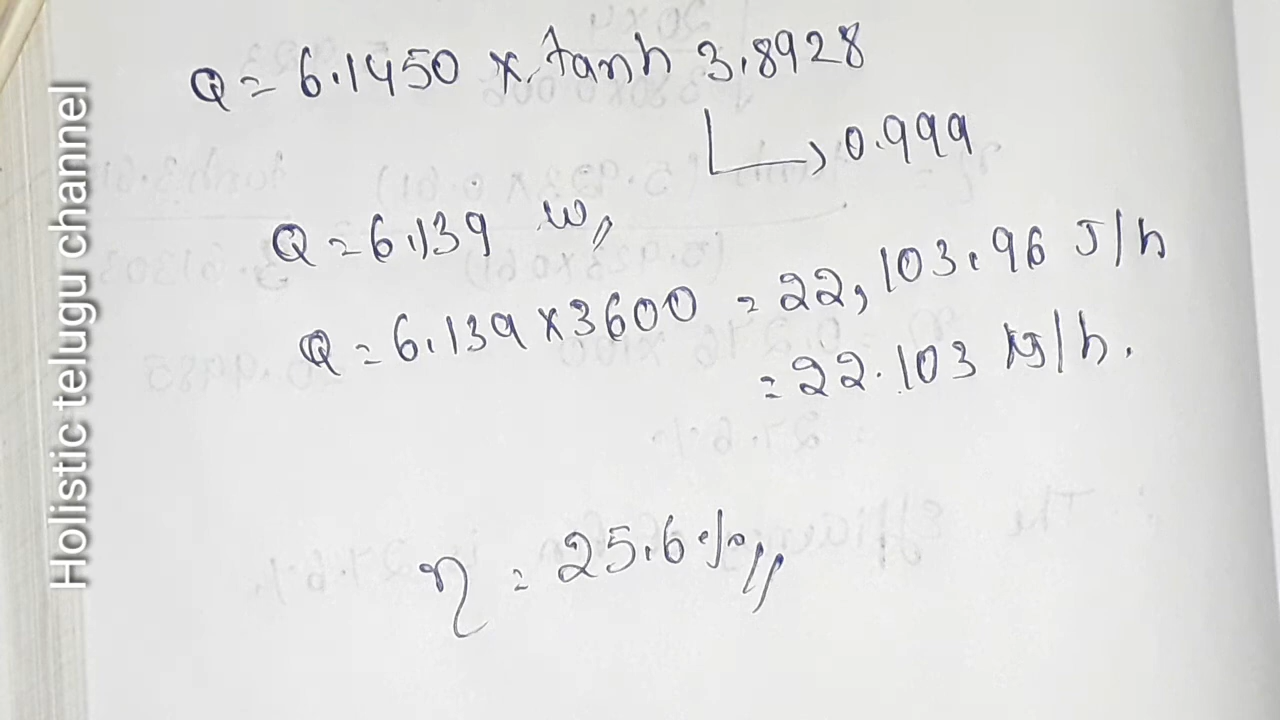 Holistic telugu channel
Q = 6.1450 x tanh 3.8928
↳ 0.999
Q = 6.139 w//
Q = 6.139 x 3600 = 22,103.96 J/h
= 22.103 kJ/h.
η = 25.6%//